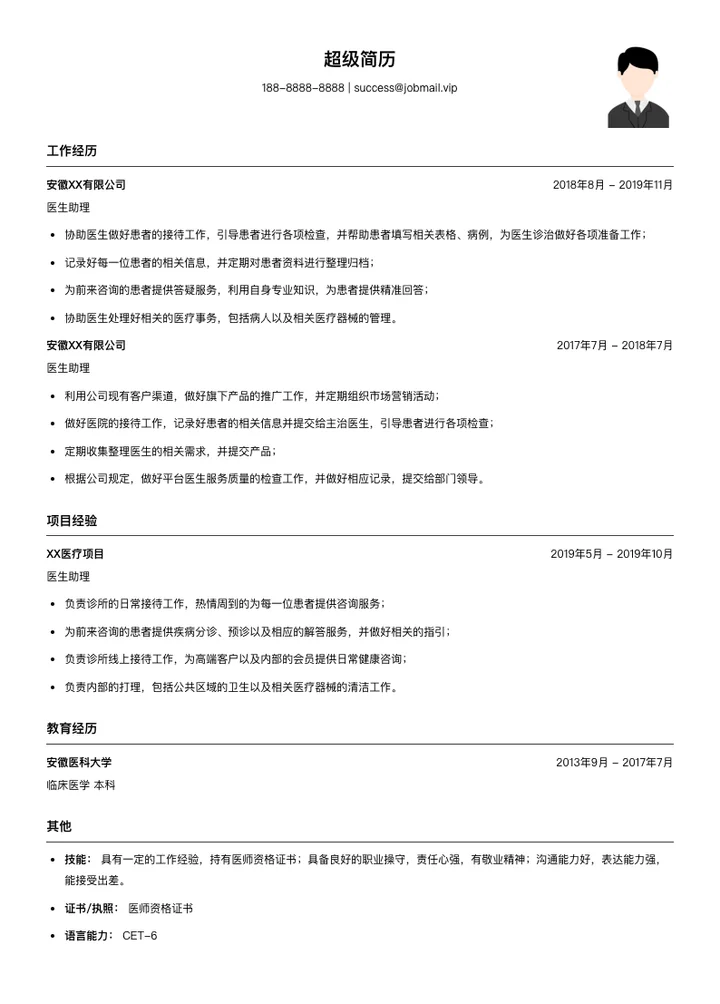 超级简历
188-8888-8888 | success@jobmail.vip
工作经历
安徽XX有限公司 2018年8月 – 2019年11月
医生助理
• 协助医生做好患者的接待工作，引导患者进行各项检查，并帮助患者填写相关表格、病例，为医生诊治做好各项准备工作；
• 记录好每一位患者的相关信息，并定期对患者资料进行整理归档；
• 为前来咨询的患者提供答疑服务，利用自身专业知识，为患者提供精准回答；
• 协助医生处理好相关的医疗事务，包括病人以及相关医疗器械的管理。
安徽XX有限公司 2017年7月 – 2018年7月
医生助理
• 利用公司现有客户渠道，做好旗下产品的推广工作，并定期组织市场营销活动；
• 做好医院的接待工作，记录好患者的相关信息并提交给主治医生，引导患者进行各项检查；
• 定期收集整理医生的相关需求，并提交产品；
• 根据公司规定，做好平台医生服务质量的检查工作，并做好相应记录，提交给部门领导。
项目经验
XX医疗项目 2019年5月 – 2019年10月
医生助理
• 负责诊所的日常接待工作，热情周到的为每一位患者提供咨询服务；
• 为前来咨询的患者提供疾病分诊、预诊以及相应的解答服务，并做好相关的指引；
• 负责诊所线上接待工作，为高端客户以及内部的会员提供日常健康咨询；
• 负责内部的打理，包括公共区域的卫生以及相关医疗器械的清洁工作。
教育经历
安徽医科大学 2013年9月 – 2017年7月
临床医学 本科
其他
• 技能： 具有一定的工作经验，持有医师资格证书；具备良好的职业操守，责任心强，有敬业精神；沟通能力好，表达能力强，
能接受出差。
• 证书/执照： 医师资格证书
• 语言能力： CET-6